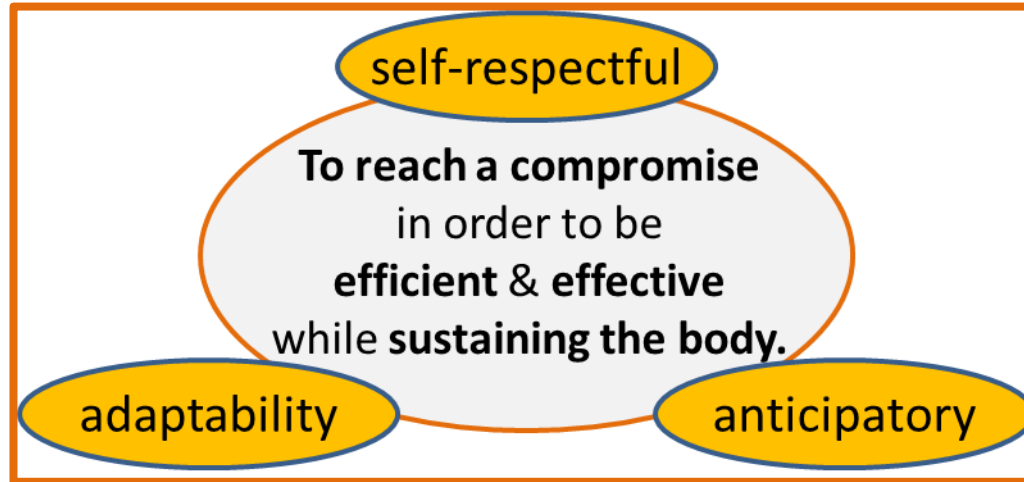 self-respectful
To reach a compromise
in order to be
efficient & effective
while sustaining the body.
adaptability
anticipatory